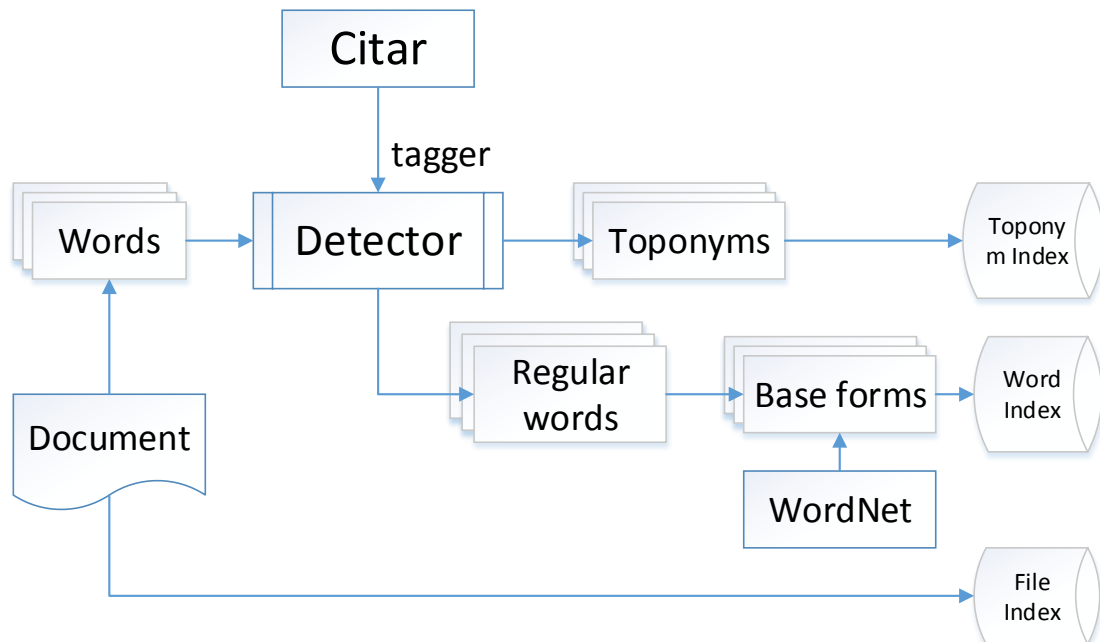 Citar
tagger
Words
Detector
Toponyms
Topony
m Index
Regular
words
Base forms
Word
Index
Document
WordNet
File
Index